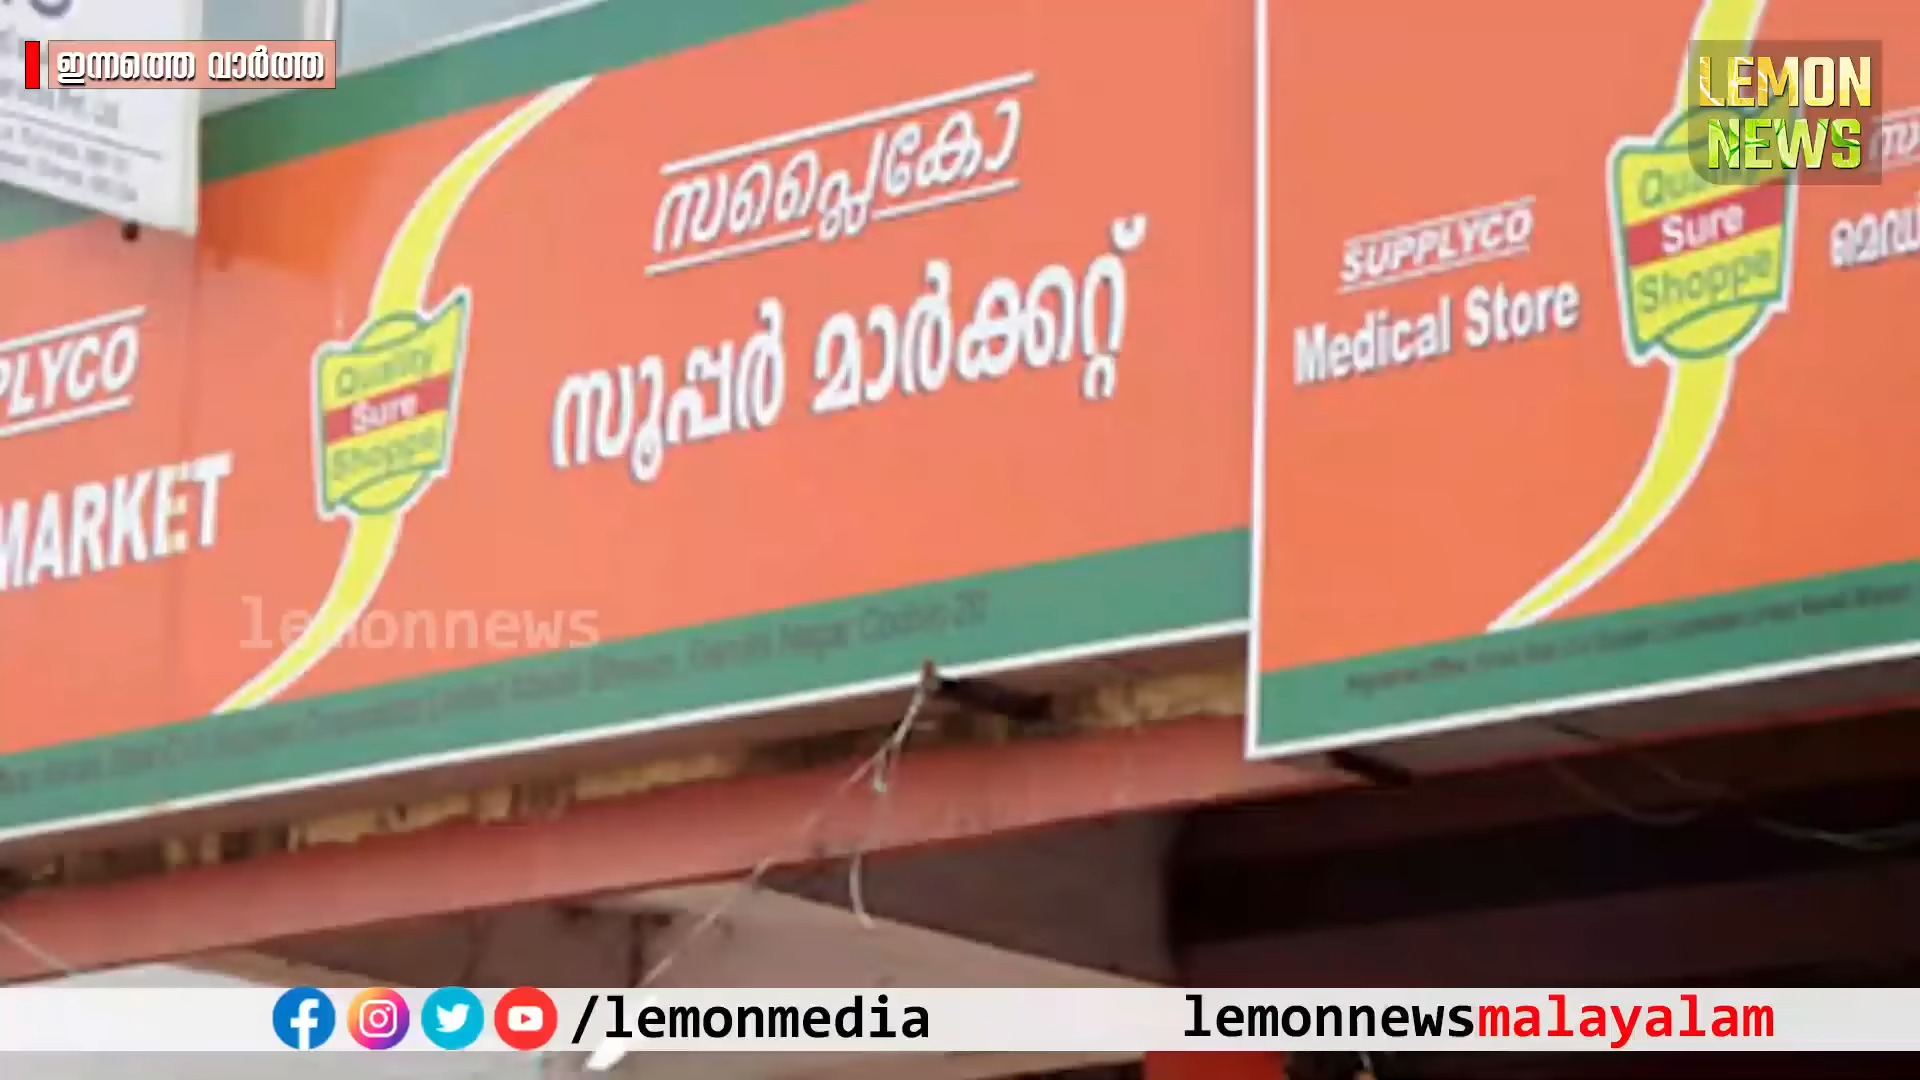 ഇന്നത്തെ വാർത്ത
LEMON
NEWS
PLYCO
MARKET
Quality
Sure
Shoppe
സപ്ലൈകോ
സൂപ്പർ മാർക്കറ്റ്
SUPPLYCO
Medical Store
Quality
Sure
Shoppe
lemonnews
/lemonmedia
lemonnewsmalayalam